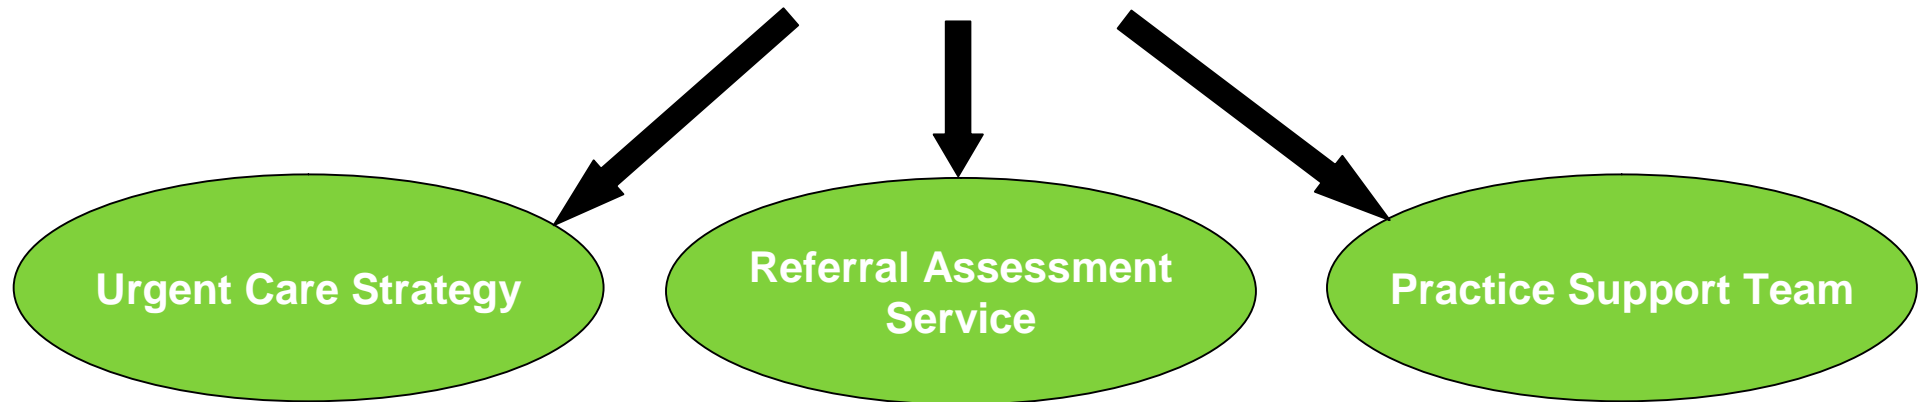 Urgent Care Strategy
Referral Assessment
Service
Practice Support Team